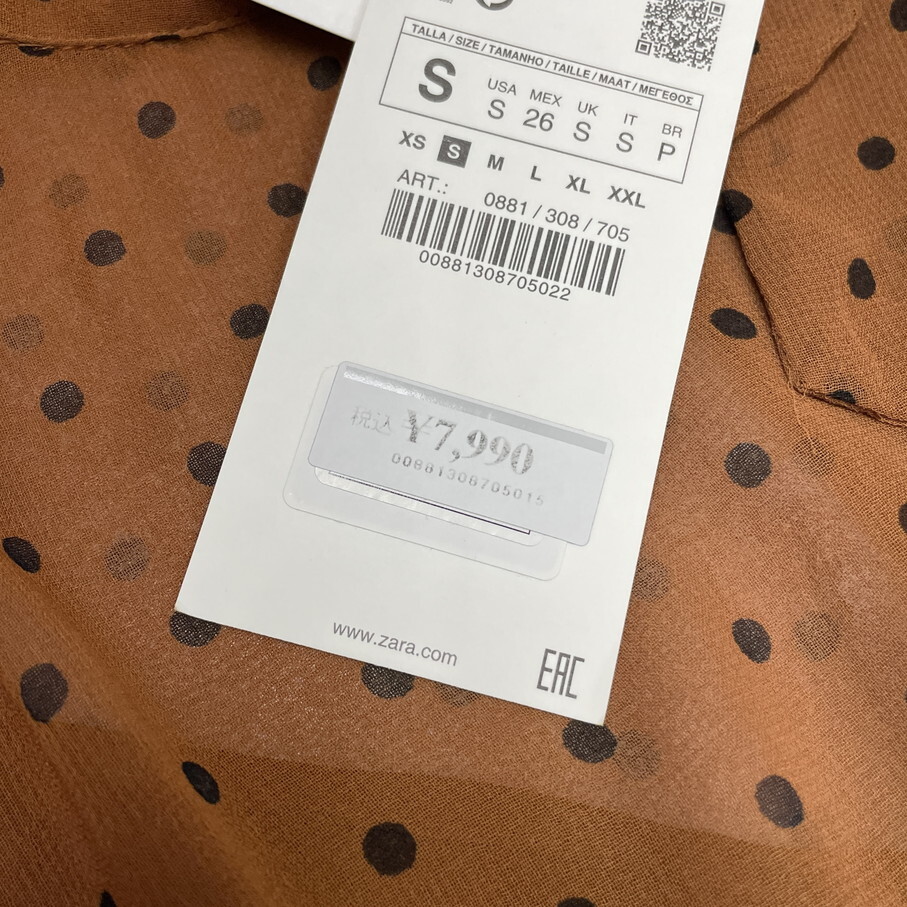 TALLA / SIZE / TAMANHO / TAILLE / MAAT / ΜΕΓΕΘΟΣ
S
USA MEX UK IT BR
S 26 S S P
XS S M L XL XXL
ART.: 0881 / 308 / 705
00881308705022
税込 ¥7,990
00881308705015
www.zara.com
EAC